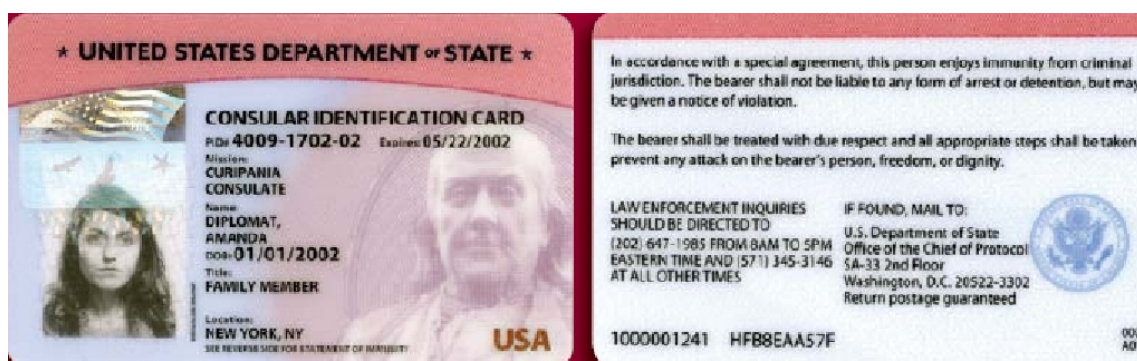 ★ UNITED STATES DEPARTMENT OF STATE ★
CONSULAR IDENTIFICATION CARD
PID# 4009-1702-02 Expires: 05/22/2002
Mission:
CURIPANIA
CONSULATE
Name:
DIPLOMAT,
AMANDA
DOB: 01/01/2002
Title:
FAMILY MEMBER
Location:
NEW YORK, NY
SEE REVERSE SIDE FOR STATEMENT OF IMMUNITY
USA
In accordance with a special agreement, this person enjoys immunity from criminal
jurisdiction. The bearer shall not be liable to any form of arrest or detention, but may
be given a notice of violation.
The bearer shall be treated with due respect and all appropriate steps shall be taken
prevent any attack on the bearer's person, freedom, or dignity.
LAW ENFORCEMENT INQUIRIES
SHOULD BE DIRECTED TO
(202) 647-1985 FROM 8AM TO 5PM
EASTERN TIME AND (571) 345-3146
AT ALL OTHER TIMES
IF FOUND, MAIL TO:
U.S. Department of State
Office of the Chief of Protocol
SA-33 2nd Floor
Washington, D.C. 20522-3302
Return postage guaranteed
1000001241 HFB8EAA57F